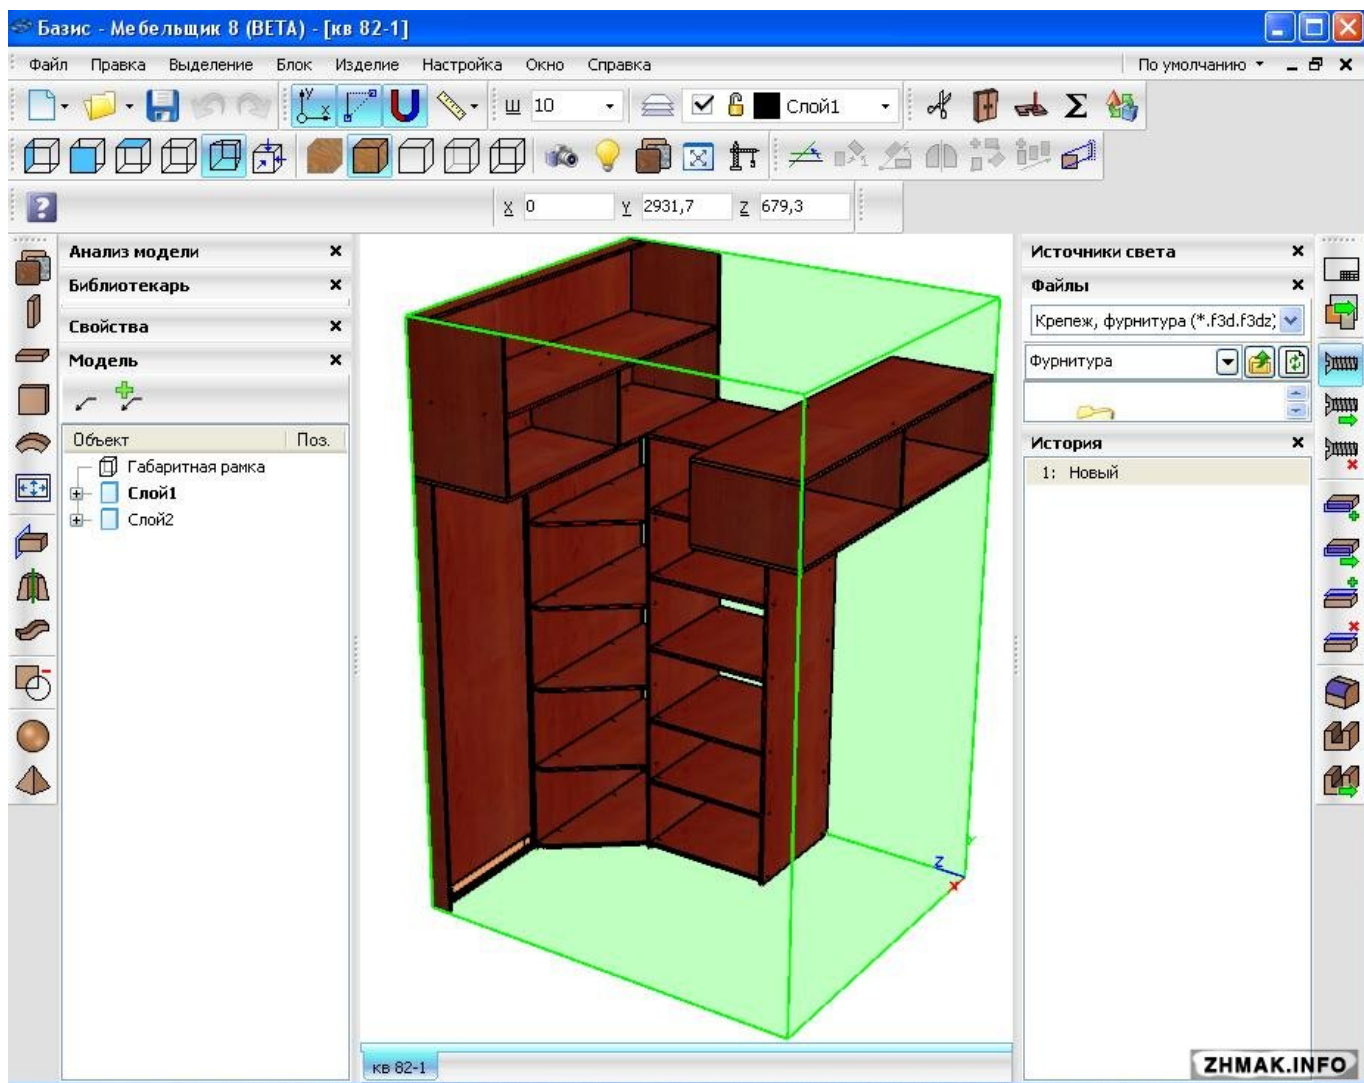 Базис - Мебельщик 8 (BETA) - [кв 82-1]
Файл Правка Выделение Блок Изделие Настройка Окно Справка По умолчанию
Ш 10 Слой1
X 0 Y 2931,7 Z 679,3
Анализ модели
Библиотекарь
Свойства
Модель
Объект Поз.
Габаритная рамка
Слой1
Слой2
Z
X
Y
Источники света
Файлы
Крепеж, фурнитура (*.f3d.f3dz)
Фурнитура
История
1: Новый
кв 82-1
ZHMAK.INFO